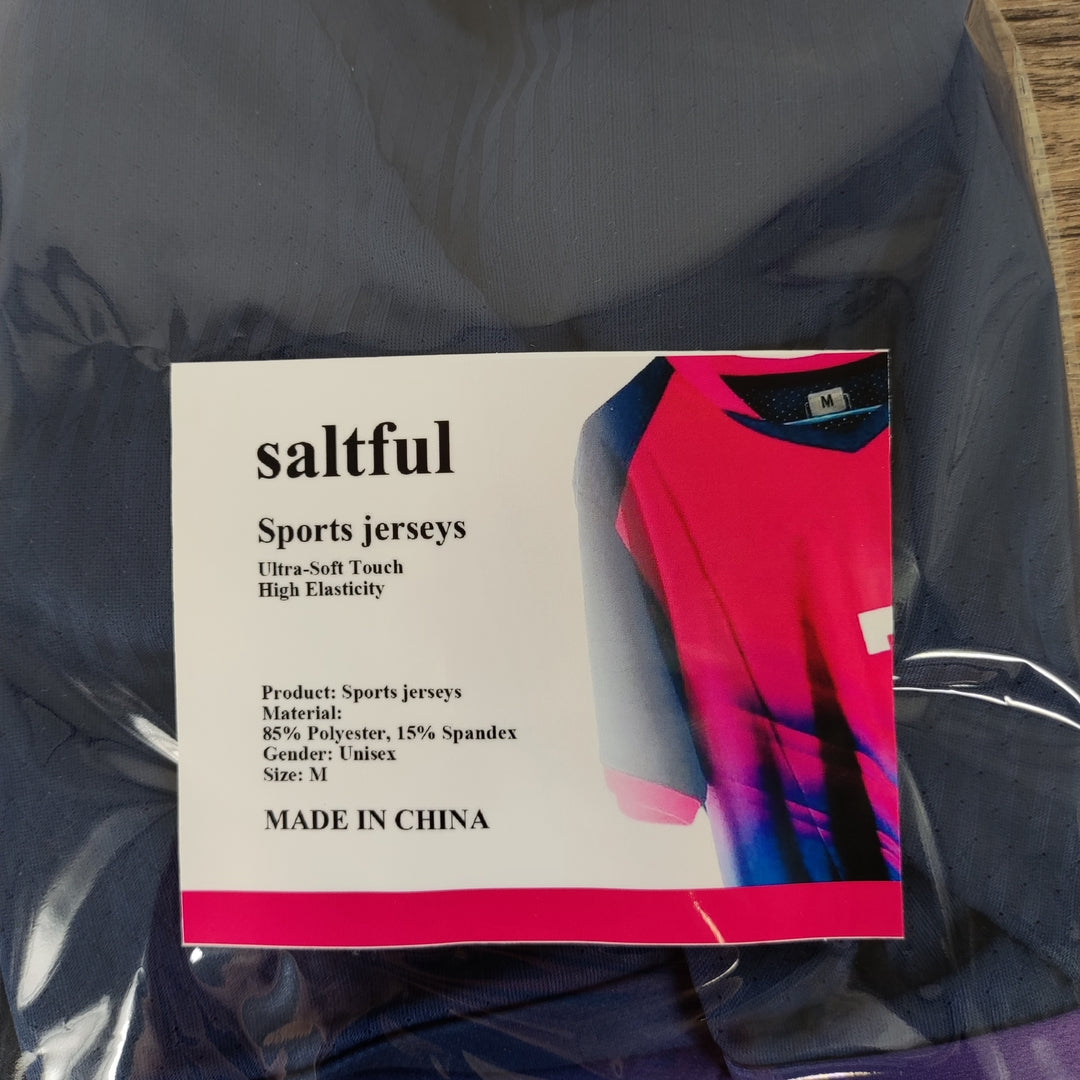 saltful
Sports jerseys
Ultra-Soft Touch
High Elasticity
Product: Sports jerseys
Material:
85% Polyester, 15% Spandex
Gender: Unisex
Size: M
MADE IN CHINA
M